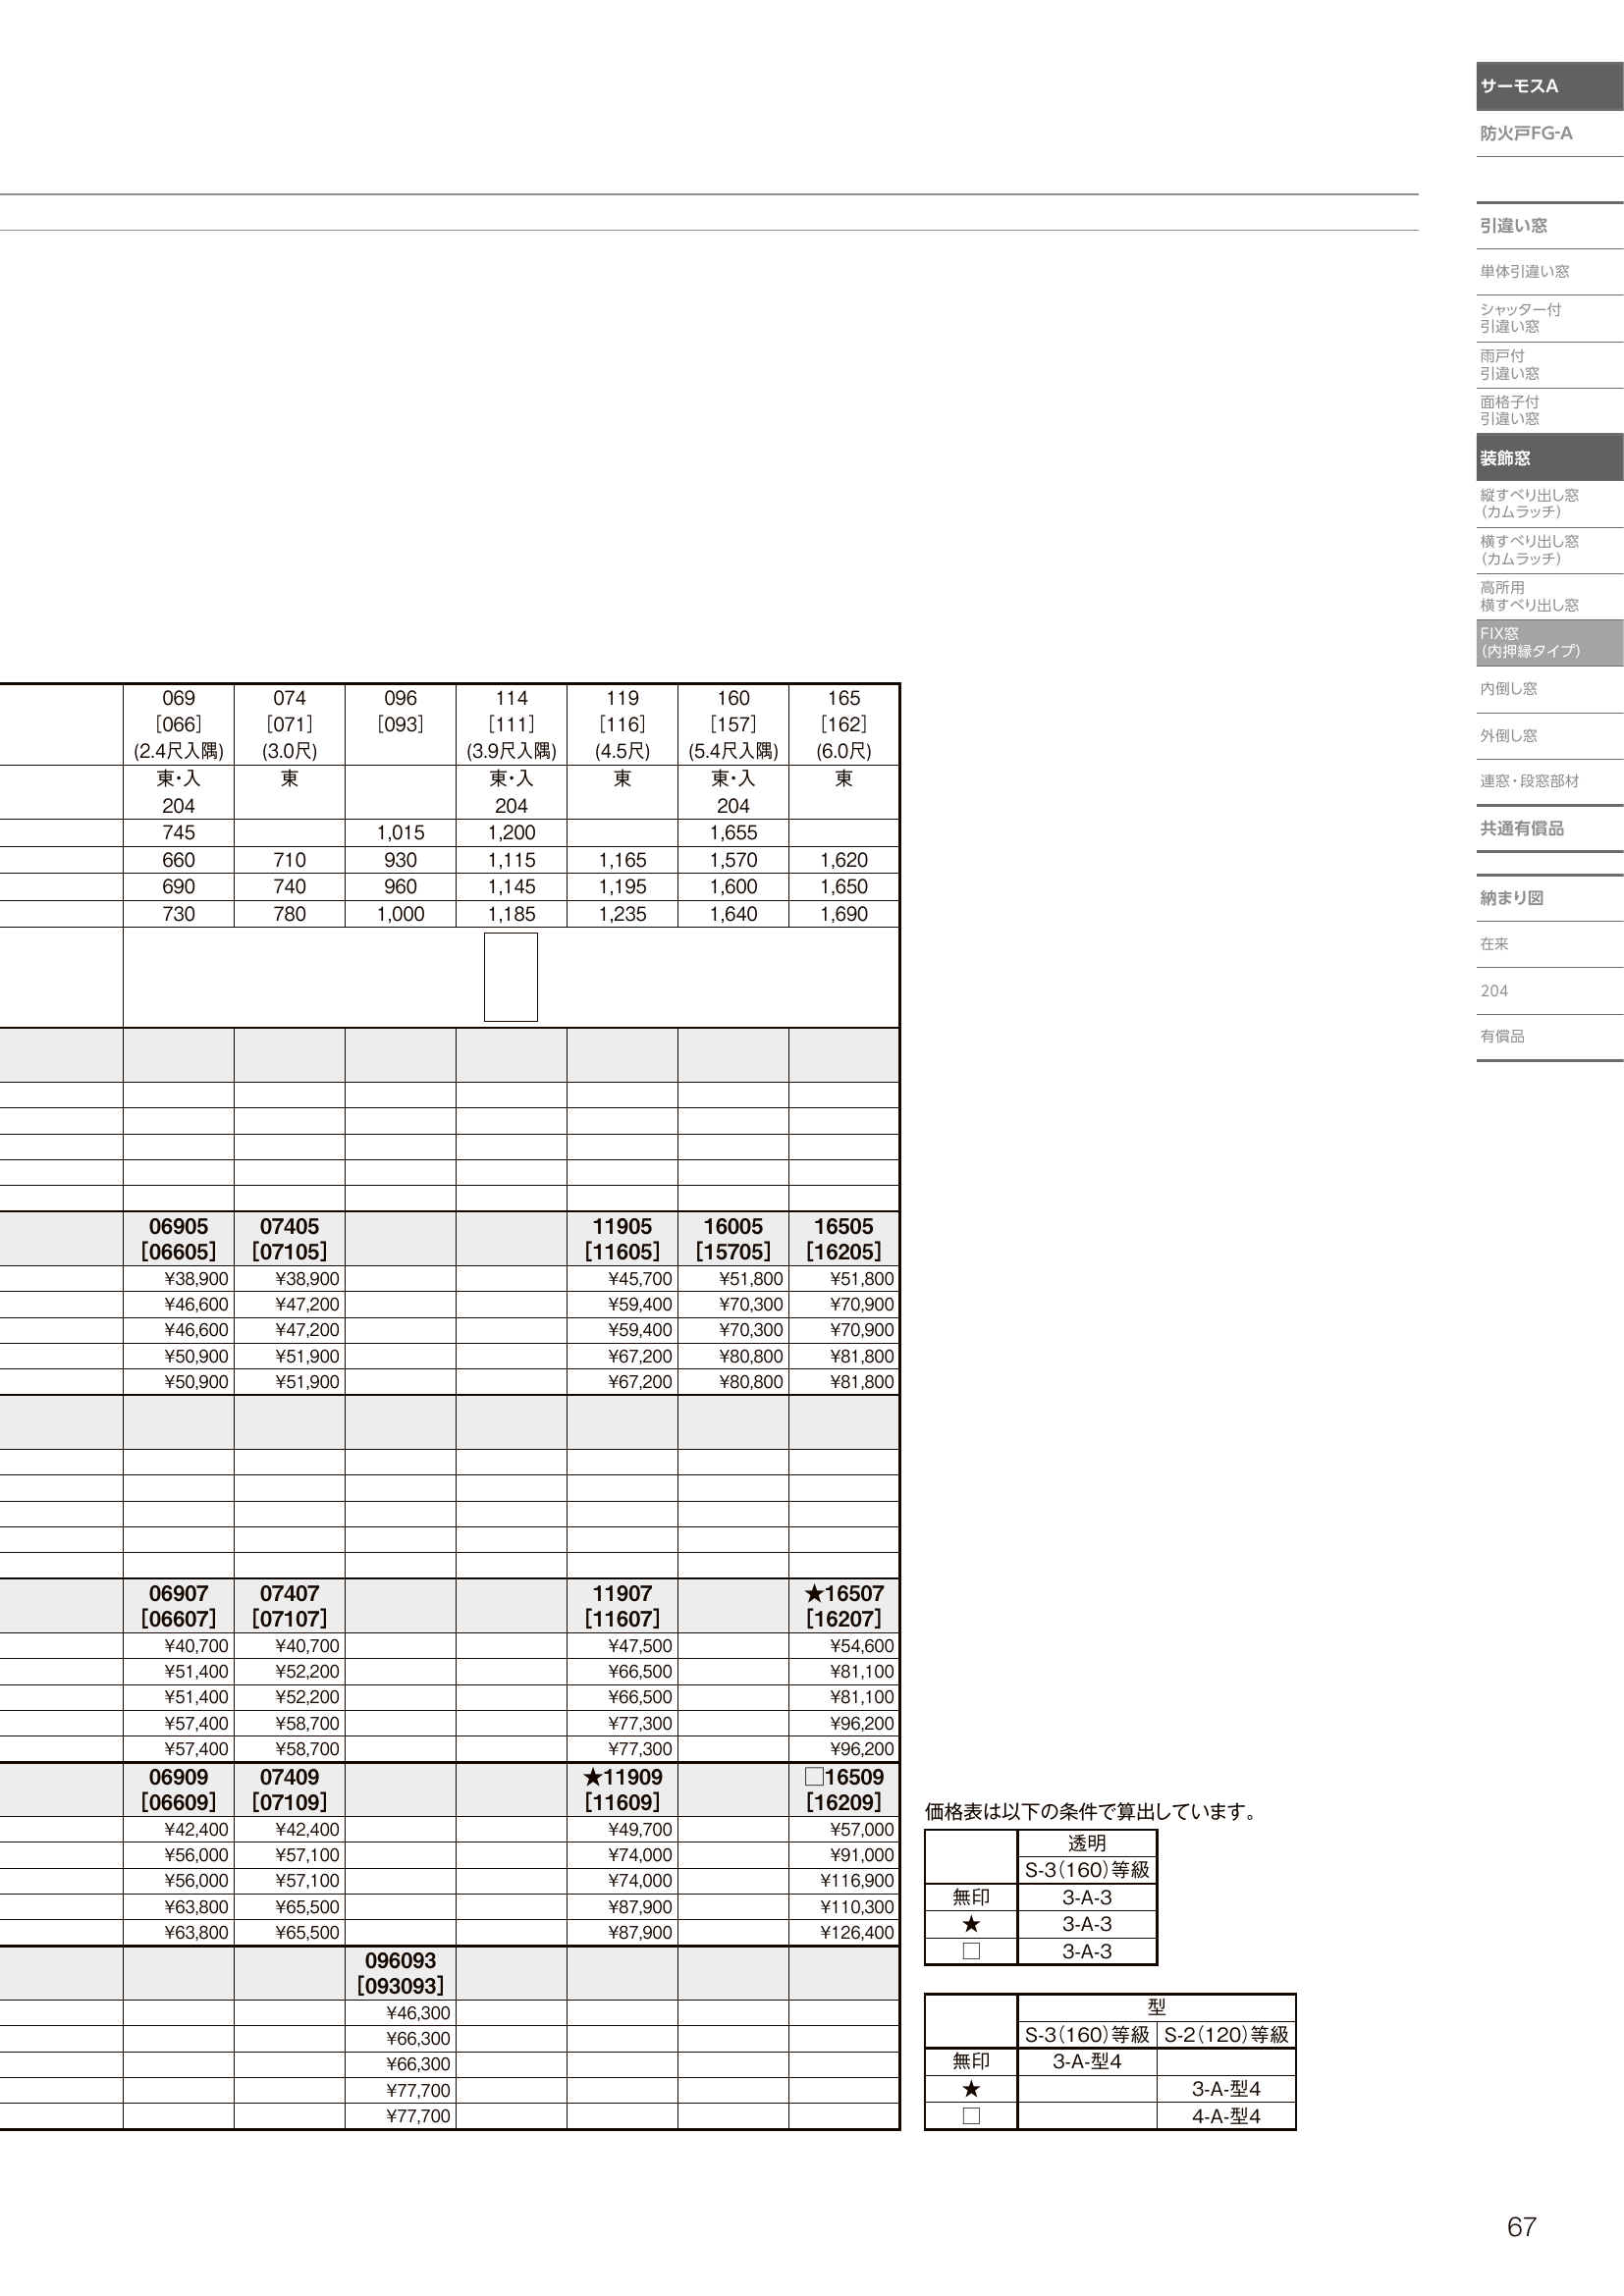 サーモスA
防火戸FG-A
引違い窓
単体引違い窓
シャッター付
引違い窓
雨戸付
引違い窓
面格子付
引違い窓
装飾窓
縦すべり出し窓
(カムラッチ)
横すべり出し窓
(カムラッチ)
高所用
横すべり出し窓
FIX窓
(内押縁タイプ)
内倒し窓
外倒し窓
連窓・段窓部材
共通有償品
納まり図
在来
204
有償品
069 074 096 114 119 160 165
[066] [071] [093] [111] [116] [157] [162]
(2.4尺入隅) (3.0尺) (3.9尺入隅) (4.5尺) (5.4尺入隅) (6.0尺)
東・入 東 東・入 東 東・入 東
204 204 204
745 1,015 1,200 1,655
660 710 930 1,115 1,165 1,570 1,620
690 740 960 1,145 1,195 1,600 1,650
730 780 1,000 1,185 1,235 1,640 1,690
06905 07405 11905 16005 16505
[06605] [07105] [11605] [15705] [16205]
¥38,900 ¥38,900 ¥45,700 ¥51,800 ¥51,800
¥46,600 ¥47,200 ¥59,400 ¥70,300 ¥70,900
¥46,600 ¥47,200 ¥59,400 ¥70,300 ¥70,900
¥50,900 ¥51,900 ¥67,200 ¥80,800 ¥81,800
¥50,900 ¥51,900 ¥67,200 ¥80,800 ¥81,800
06907 07407 11907 ★16507
[06607] [07107] [11607] [16207]
¥40,700 ¥40,700 ¥47,500 ¥54,600
¥51,400 ¥52,200 ¥66,500 ¥81,100
¥51,400 ¥52,200 ¥66,500 ¥81,100
¥57,400 ¥58,700 ¥77,300 ¥96,200
¥57,400 ¥58,700 ¥77,300 ¥96,200
06909 07409 ★11909 □16509
[06609] [07109] [11609] [16209]
¥42,400 ¥42,400 ¥49,700 ¥57,000
¥56,000 ¥57,100 ¥74,000 ¥91,000
¥56,000 ¥57,100 ¥74,000 ¥116,900
¥63,800 ¥65,500 ¥87,900 ¥110,300
¥63,800 ¥65,500 ¥87,900 ¥126,400
096093
[093093]
¥46,300
¥66,300
¥66,300
¥77,700
¥77,700
価格表は以下の条件で算出しています。
透明
S-3(160)等級
無印 3-A-3
★ 3-A-3
□ 3-A-3
型
S-3(160)等級 S-2(120)等級
無印 3-A-型4
★ 3-A-型4
□ 4-A-型4
67